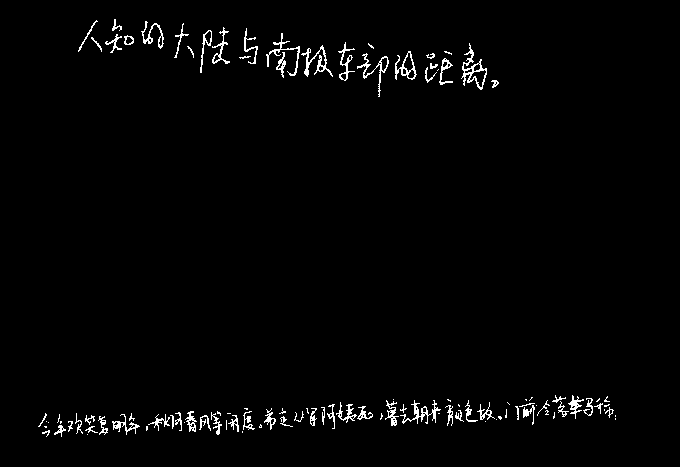 人知的大陆与南极东部的距离。
今年欢笑复明年,秋月春风等闲度。弟走从军阿姨死,暮去朝来颜色故。门前冷落鞍马稀,